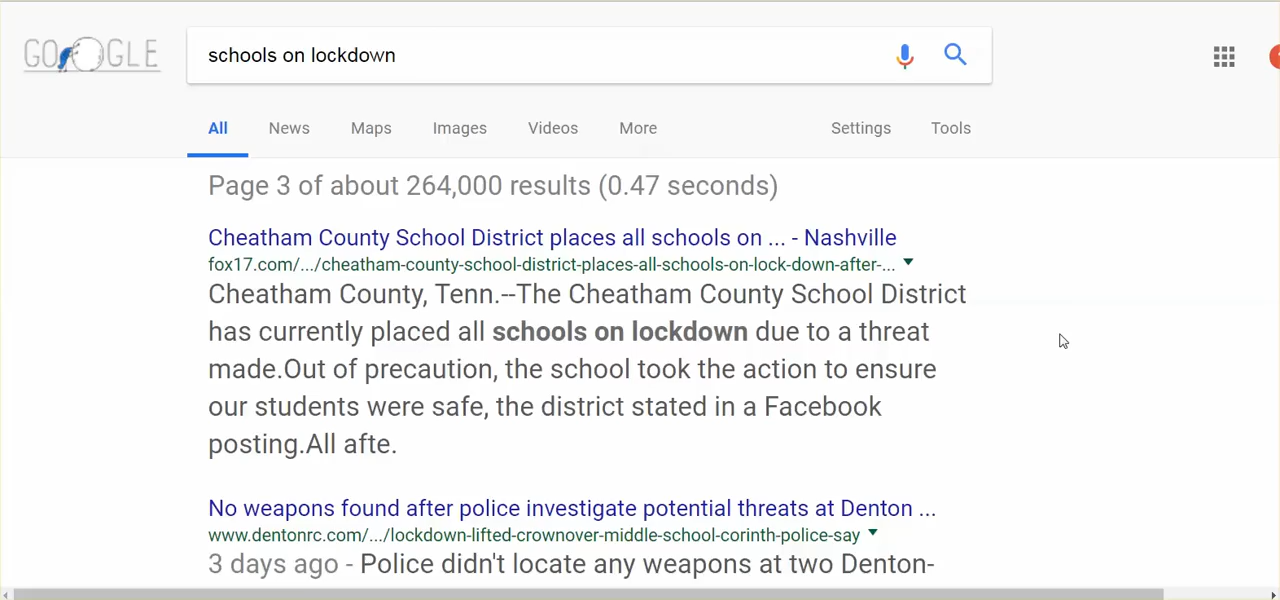 GOOGLE
schools on lockdown
All News Maps Images Videos More Settings Tools
Page 3 of about 264,000 results (0.47 seconds)
Cheatham County School District places all schools on ... - Nashville
fox17.com/.../cheatham-county-school-district-places-all-schools-on-lock-down-after-...
Cheatham County, Tenn.--The Cheatham County School District
has currently placed all schools on lockdown due to a threat
made.Out of precaution, the school took the action to ensure
our students were safe, the district stated in a Facebook
posting.All afte.
No weapons found after police investigate potential threats at Denton ...
www.dentonrc.com/.../lockdown-lifted-crownover-middle-school-corinth-police-say
3 days ago - Police didn't locate any weapons at two Denton-